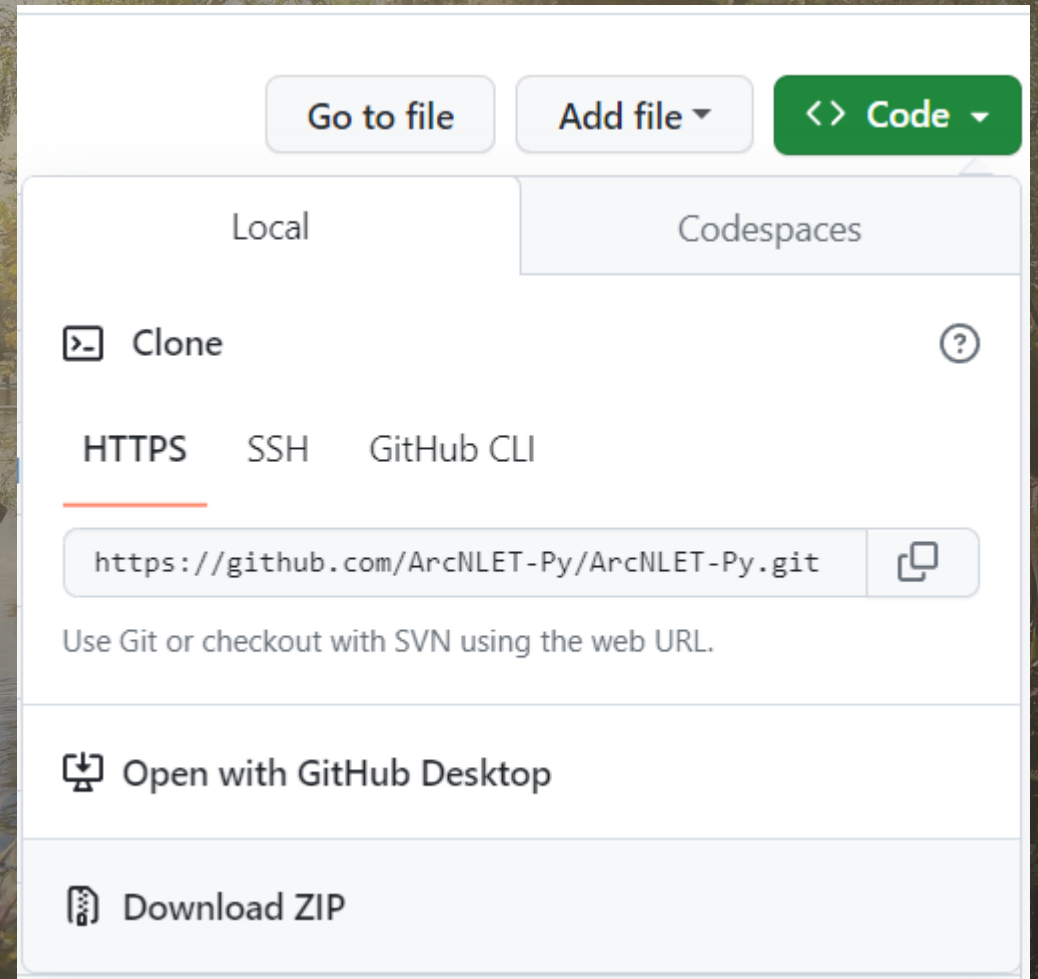 Go to file
Add file
Code
Local
Codespaces
Clone
HTTPS
SSH
GitHub CLI
https://github.com/ArcNLET-Py/ArcNLET-Py.git
Use Git or checkout with SVN using the web URL.
Open with GitHub Desktop
Download ZIP